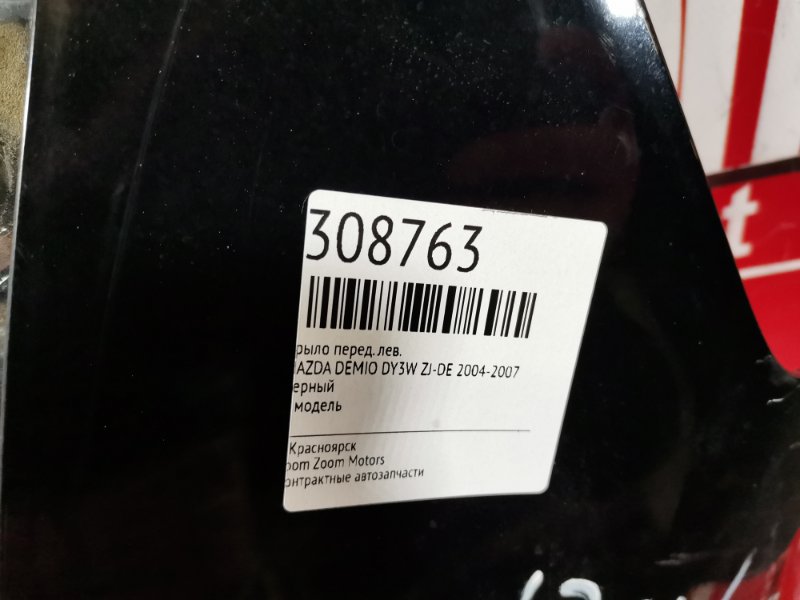 308763
рыло перед. лев.
AZDA DEMIO DY3W ZJ-DE 2004-2007
ерный
модель
Красноярск
oom Zoom Motors
онтрактные автозапчасти
t